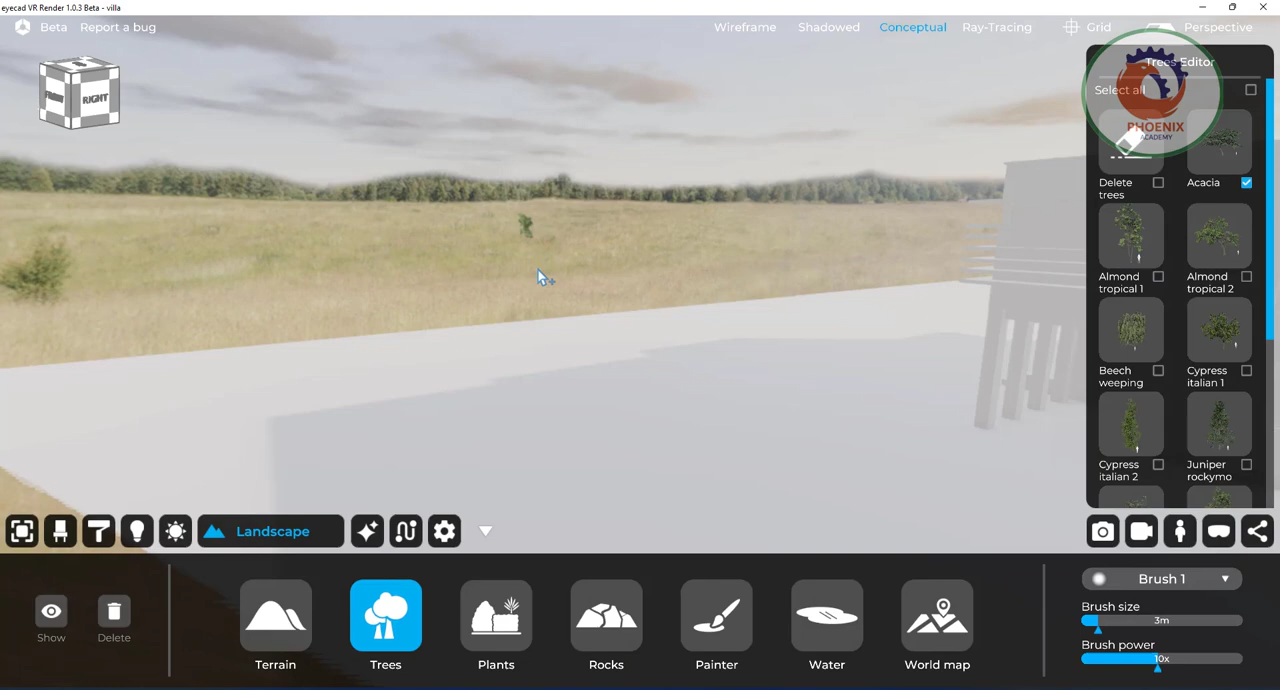 eyecad VR Render 1.0.3 Beta - villa
Beta Report a bug
Wireframe Shadowed Conceptual Ray-Tracing Grid Perspective
RIGHT
Trees Editor
Select all
PHOENIX
ACADEMY
Delete trees
Acacia
Almond tropical 1
Almond tropical 2
Beech weeping
Cypress italian 1
Cypress italian 2
Juniper rockymo
Landscape
Show
Delete
Terrain
Trees
Plants
Rocks
Painter
Water
World map
Brush 1
Brush size
3m
Brush power
10x